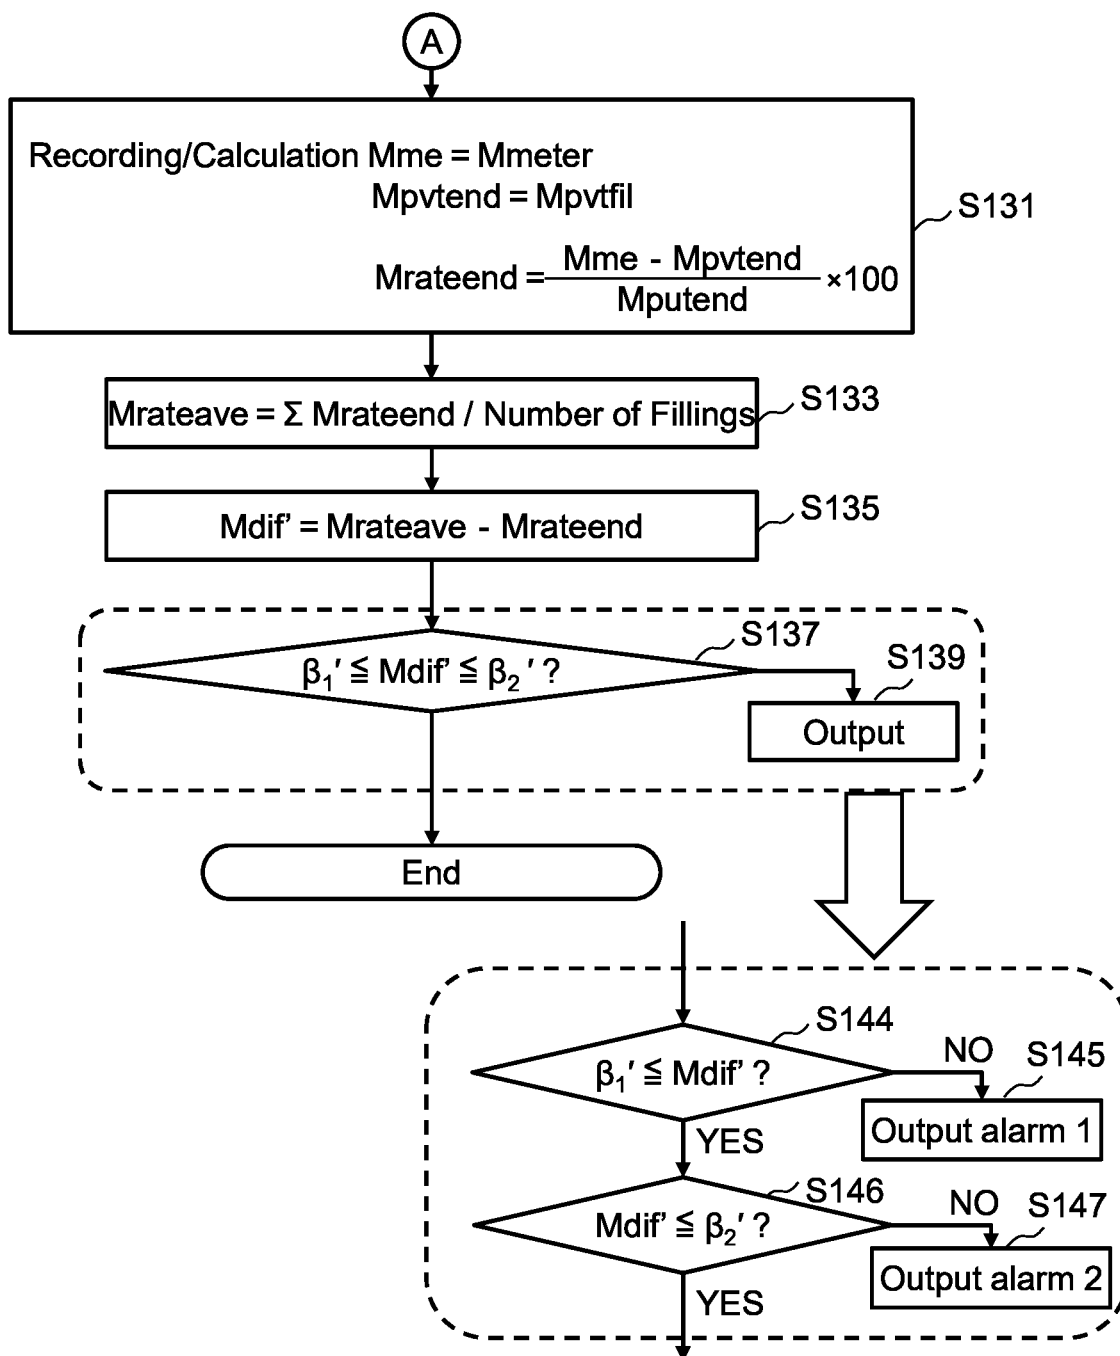 A
Recording/Calculation Mme = Mmeter
Mpvtend = Mpvtfil
S131
Mrateend = Mme - Mpvtend / Mputend ×100
Mrateave = Σ Mrateend / Number of Fillings
S133
Mdif’ = Mrateave - Mrateend
S135
β₁′ ≦ Mdif’ ≦ β₂′ ?
S137
S139
Output
End
S144
β₁′ ≦ Mdif’ ?
NO
S145
Output alarm 1
YES
S146
Mdif’ ≦ β₂′ ?
NO
S147
Output alarm 2
YES